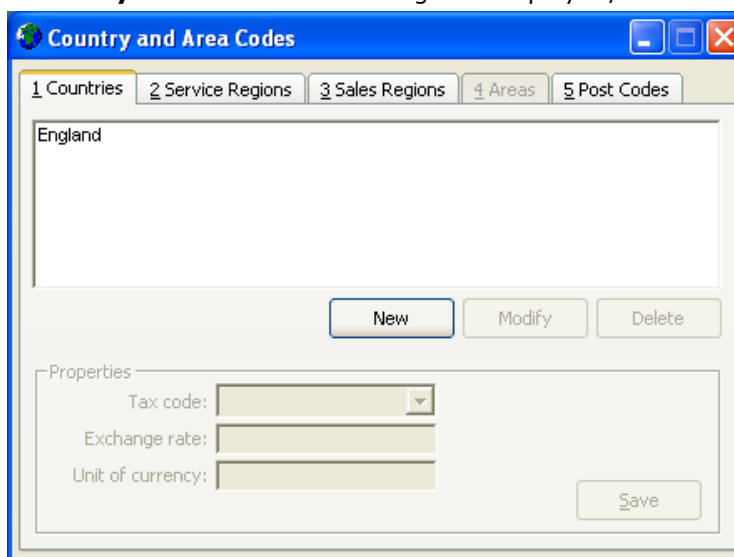 Country and Area Codes
1 Countries 2 Service Regions 3 Sales Regions 4 Areas 5 Post Codes
England
New Modify Delete
Properties
Tax code:
Exchange rate:
Unit of currency:
Save